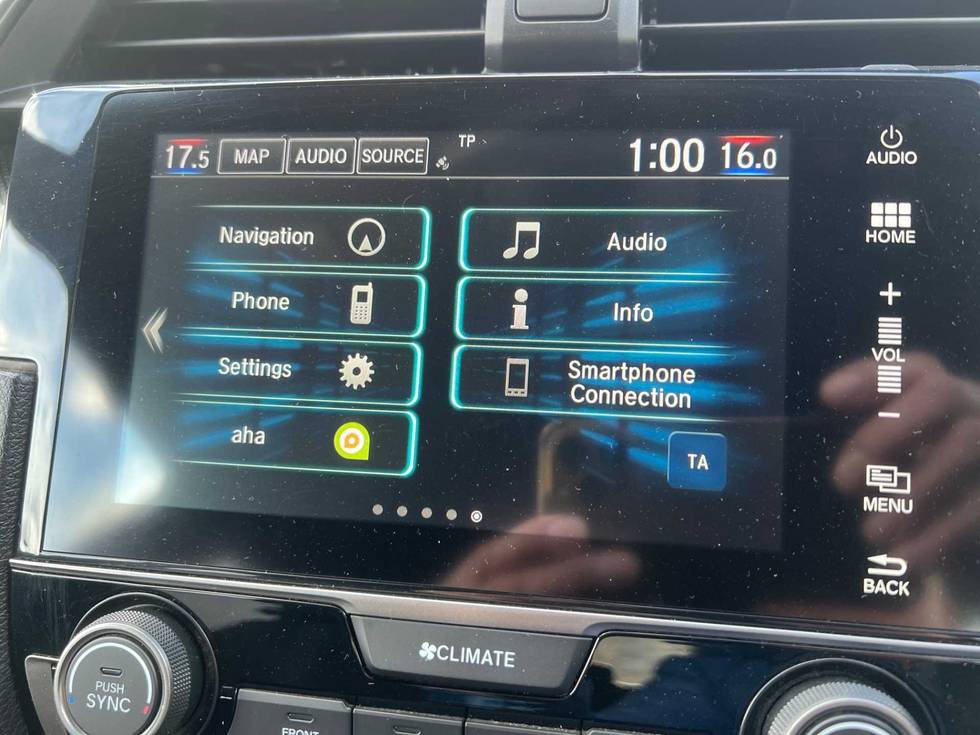 17.5 MAP AUDIO SOURCE TP 1:00 16.0
Navigation
Audio
Phone
Info
Settings
Smartphone
Connection
aha
TA
AUDIO
HOME
+
VOL
-
MENU
BACK
CLIMATE
PUSH
SYNC
FRONT